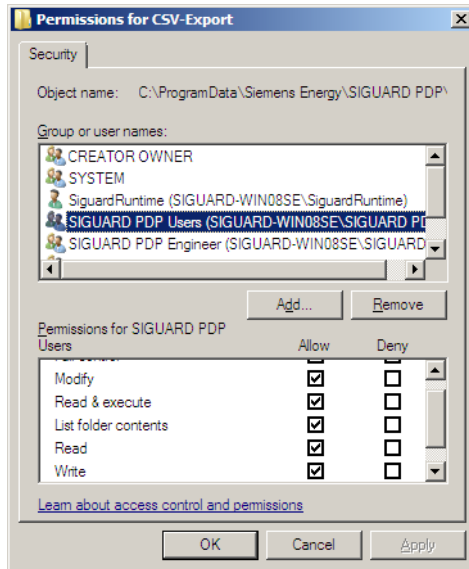 Permissions for CSV-Export
Security
Object name: C:\ProgramData\Siemens Energy\SIGUARD PDP\
Group or user names:
CREATOR OWNER
SYSTEM
SiguardRuntime (SIGUARD-WIN08SE\SiguardRuntime)
SIGUARD PDP Users (SIGUARD-WIN08SE\SIGUARD PD
SIGUARD PDP Engineer (SIGUARD-WIN08SE\SIGUARD
Add... Remove
Permissions for SIGUARD PDP
Users Allow Deny
Modify
Read & execute
List folder contents
Read
Write
Learn about access control and permissions
OK Cancel Apply